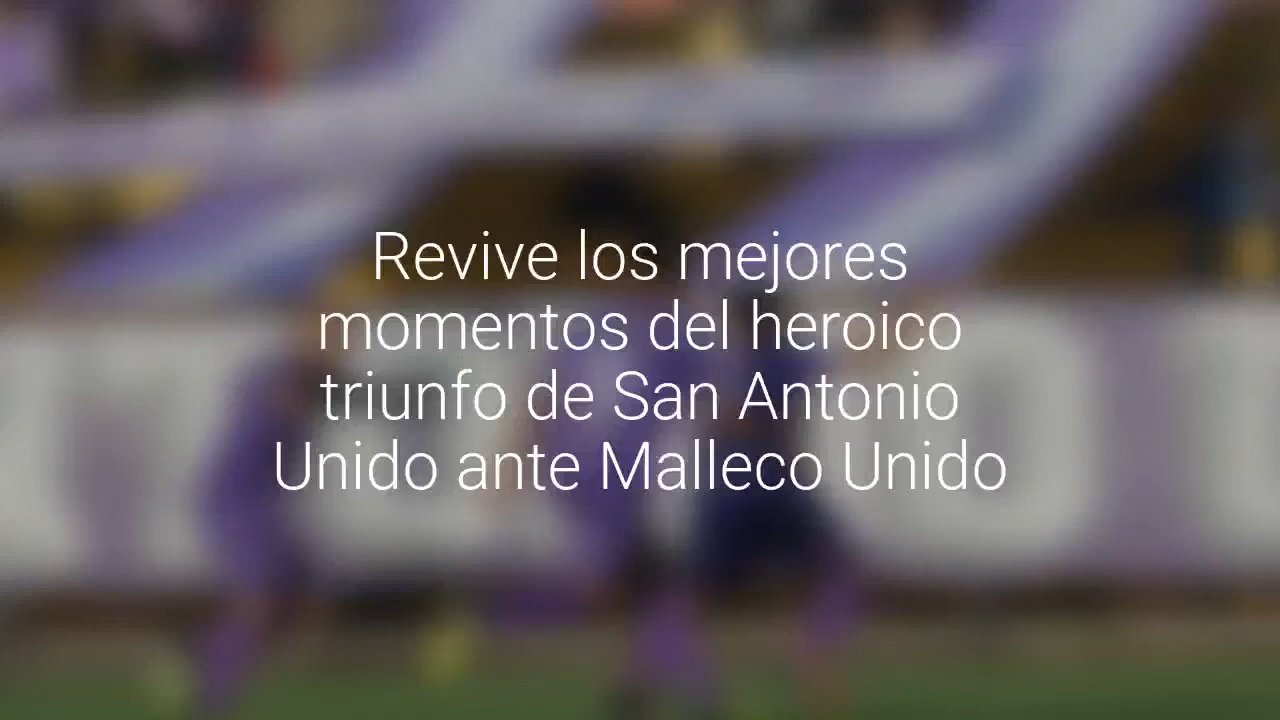 Revive los mejores
momentos del heroico
triunfo de San Antonio
Unido ante Malleco Unido